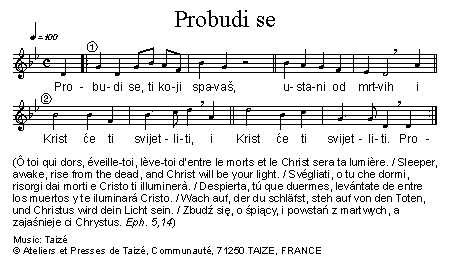 Probudi se
♩ = 100
①
Pro - bu-di se, ti ko-ji spa-vaš, u-sta-ni od mrt-vih i
②
Krist će ti svijet-li-ti, i Krist će ti svijet-li-ti. Pro -
(Ô toi qui dors, éveille-toi, lève-toi d'entre le morts et le Christ sera ta lumière. / Sleeper,
awake, rise from the dead, and Christ will be your light. / Svégliati, o tu che dormi,
risorgi dai morti e Cristo ti illuminerà. / Despierta, tú que duermes, levántate de entre
los muertos y te iluminará Cristo. / Wach auf, der du schläfst, steh auf von den Toten,
und Christus wird dein Licht sein. / Zbudź się, o śpiący, i powstań z martwych, a
zajaśnieje ci Chrystus. Eph. 5,14)
Music: Taizé
© Ateliers et Presses de Taizé, Communauté, 71250 TAIZE, FRANCE